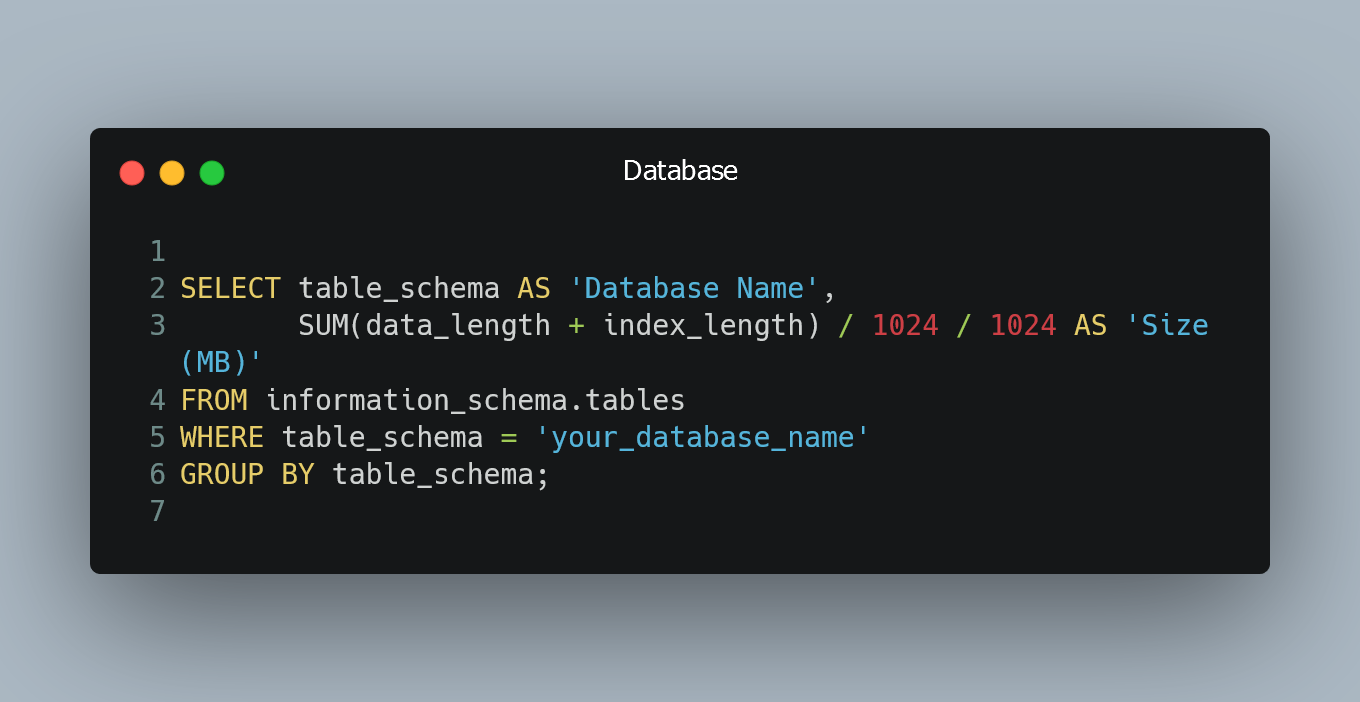 Database
1
2 SELECT table_schema AS 'Database Name',
3        SUM(data_length + index_length) / 1024 / 1024 AS 'Size
(MB)'
4 FROM information_schema.tables
5 WHERE table_schema = 'your_database_name'
6 GROUP BY table_schema;
7